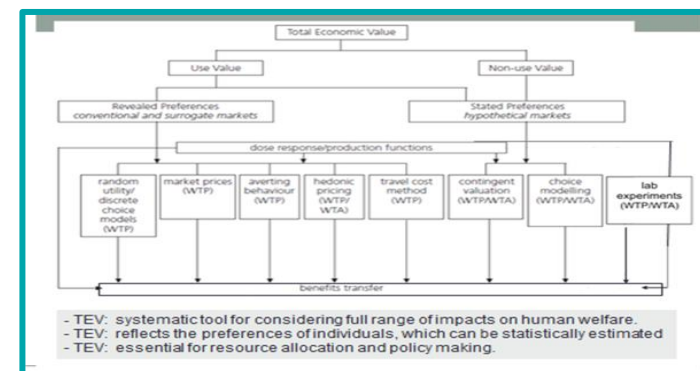 Total Economic Value
Use Value
Non-use Value
Revealed Preferences
conventional and surrogate markets
Stated Preferences
hypothetical markets
dose response/production functions
random
utility/
discrete
choice
models
(WTP)
market prices
(WTP)
averting
behaviour
(WTP)
hedonic
pricing
(WTP/
WTA)
travel cost
method
(WTP)
contingent
valuation
(WTP/WTA)
choice
modelling
(WTP/WTA)
lab
experiments
(WTP/WTA)
benefits transfer
- TEV: systematic tool for considering full range of impacts on human welfare.
- TEV: reflects the preferences of individuals, which can be statistically estimated
- TEV: essential for resource allocation and policy making.